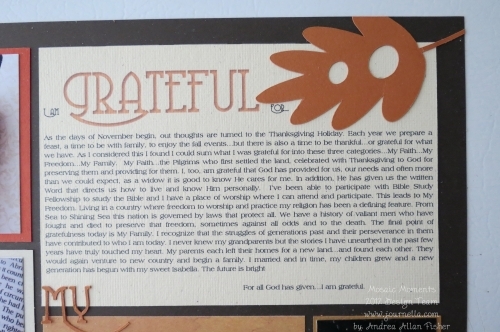 I AM GRATEFUL FOR...
As the days of November begin, out thoughts are turned to the Thanksgiving Holiday. Each year we prepare a
feast, a time to be with family, to enjoy the fall events...but there is also a time to be thankful...or grateful for what
we have. As I considered this I found I could sum what I was grateful for into these three categories...My Faith...My
Freedom...My Family. My Faith...the Pilgrims who first settled the land, celebrated with Thanksgiving to God for
preserving them and providing for them. I, too, am grateful that God has provided for us, our needs and often more
than we could expect, as a widow it is good to know He cares for me. In addition, He has given us the written
Word that directs us how to live and know Him personally. I've been able to participate with Bible Study
Fellowship to study the Bible and I have a place of worship where I can attend and participate. This leads to My
Freedom. Living in a country where freedom to worship and practice my religion has been a defining feature. From
Sea to Shining Sea this nation is governed by laws that protect all. We have a history of valiant men who have
fought and died to preserve that freedom, sometimes against all odds and to the death. The final point of
gratefulness today is My Family. I recognize that the struggles of generations past and their perseverance in them
have contributed to who I am today. I never knew my grandparents but the stories I have unearthed in the past few
years have truly touched my heart. My parents each left their homes for a new land...and found each other. They
would again venture to new country and begin a family. I married and in time, my children grew and a new
generation has begun with my sweet Isabella. The future is bright
For all God has given...I am grateful.
MY
Mosaic Moments
2012 Design Team
www.journella.com
by Andrea Allan Fisher